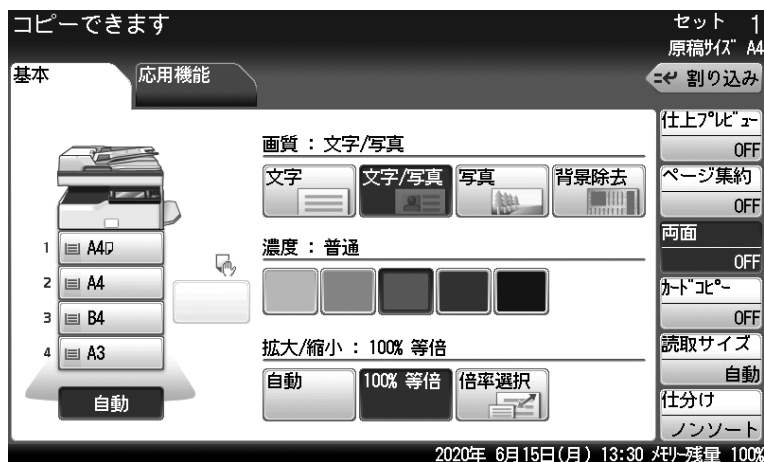 コピーできます
セット 1
原稿ｻｲｽﾞ A4
基本
応用機能
割り込み
画質 : 文字/写真
文字
文字/写真
写真
背景除去
濃度 : 普通
1 A4
2 A4
3 B4
4 A3
自動
拡大/縮小 : 100% 等倍
自動
100% 等倍
倍率選択
仕上ﾌﾟﾚﾋﾞｭｰ
OFF
ページ集約
OFF
両面
OFF
ｶｰﾄﾞｺﾋﾟｰ
OFF
読取サイズ
自動
仕分け
ノンソート
2020年 6月15日(月) 13:30 ﾒﾓﾘｰ残量 100%